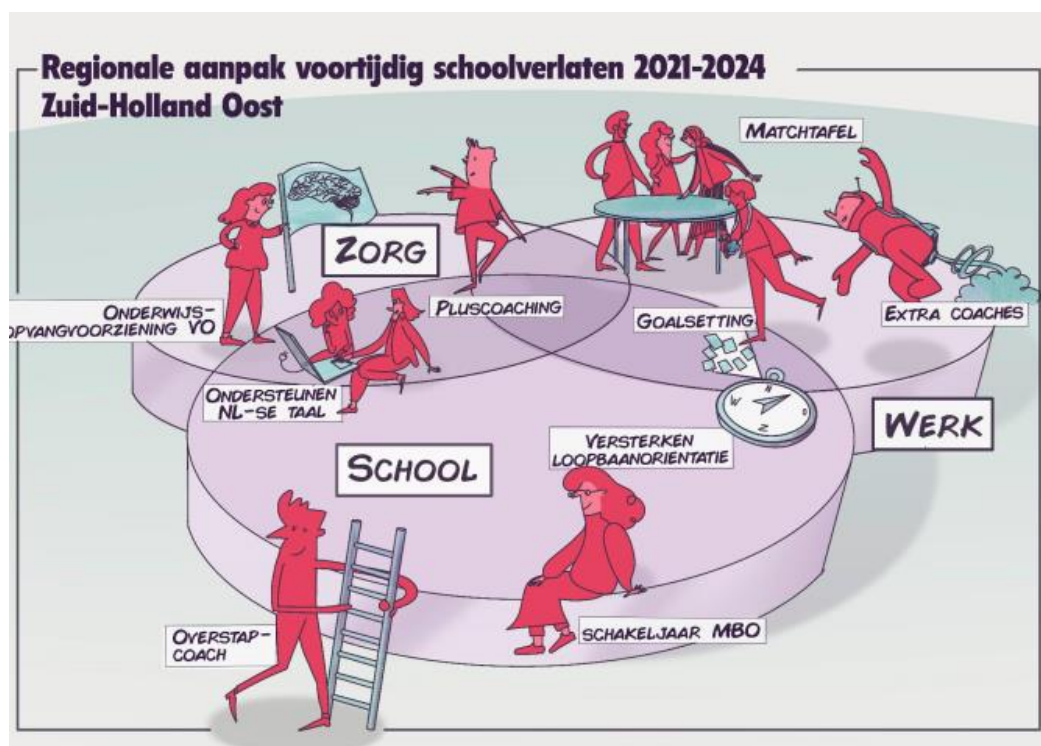 Regionale aanpak voortijdig schoolverlaten 2021-2024
Zuid-Holland Oost
MATCHTAFEL
ZORG
ONDERWIJS-
OPVANGVOORZIENING VO
PLUSCOACHING
GOALSETTING
EXTRA COACHES
ONDERSTEUNEN
NL-SE TAAL
N
W
O
Z
WERK
VERSTERKEN
LOOPBAANORIENTATIE
SCHOOL
OVERSTAP-
COACH
SCHAKELJAAR MBO